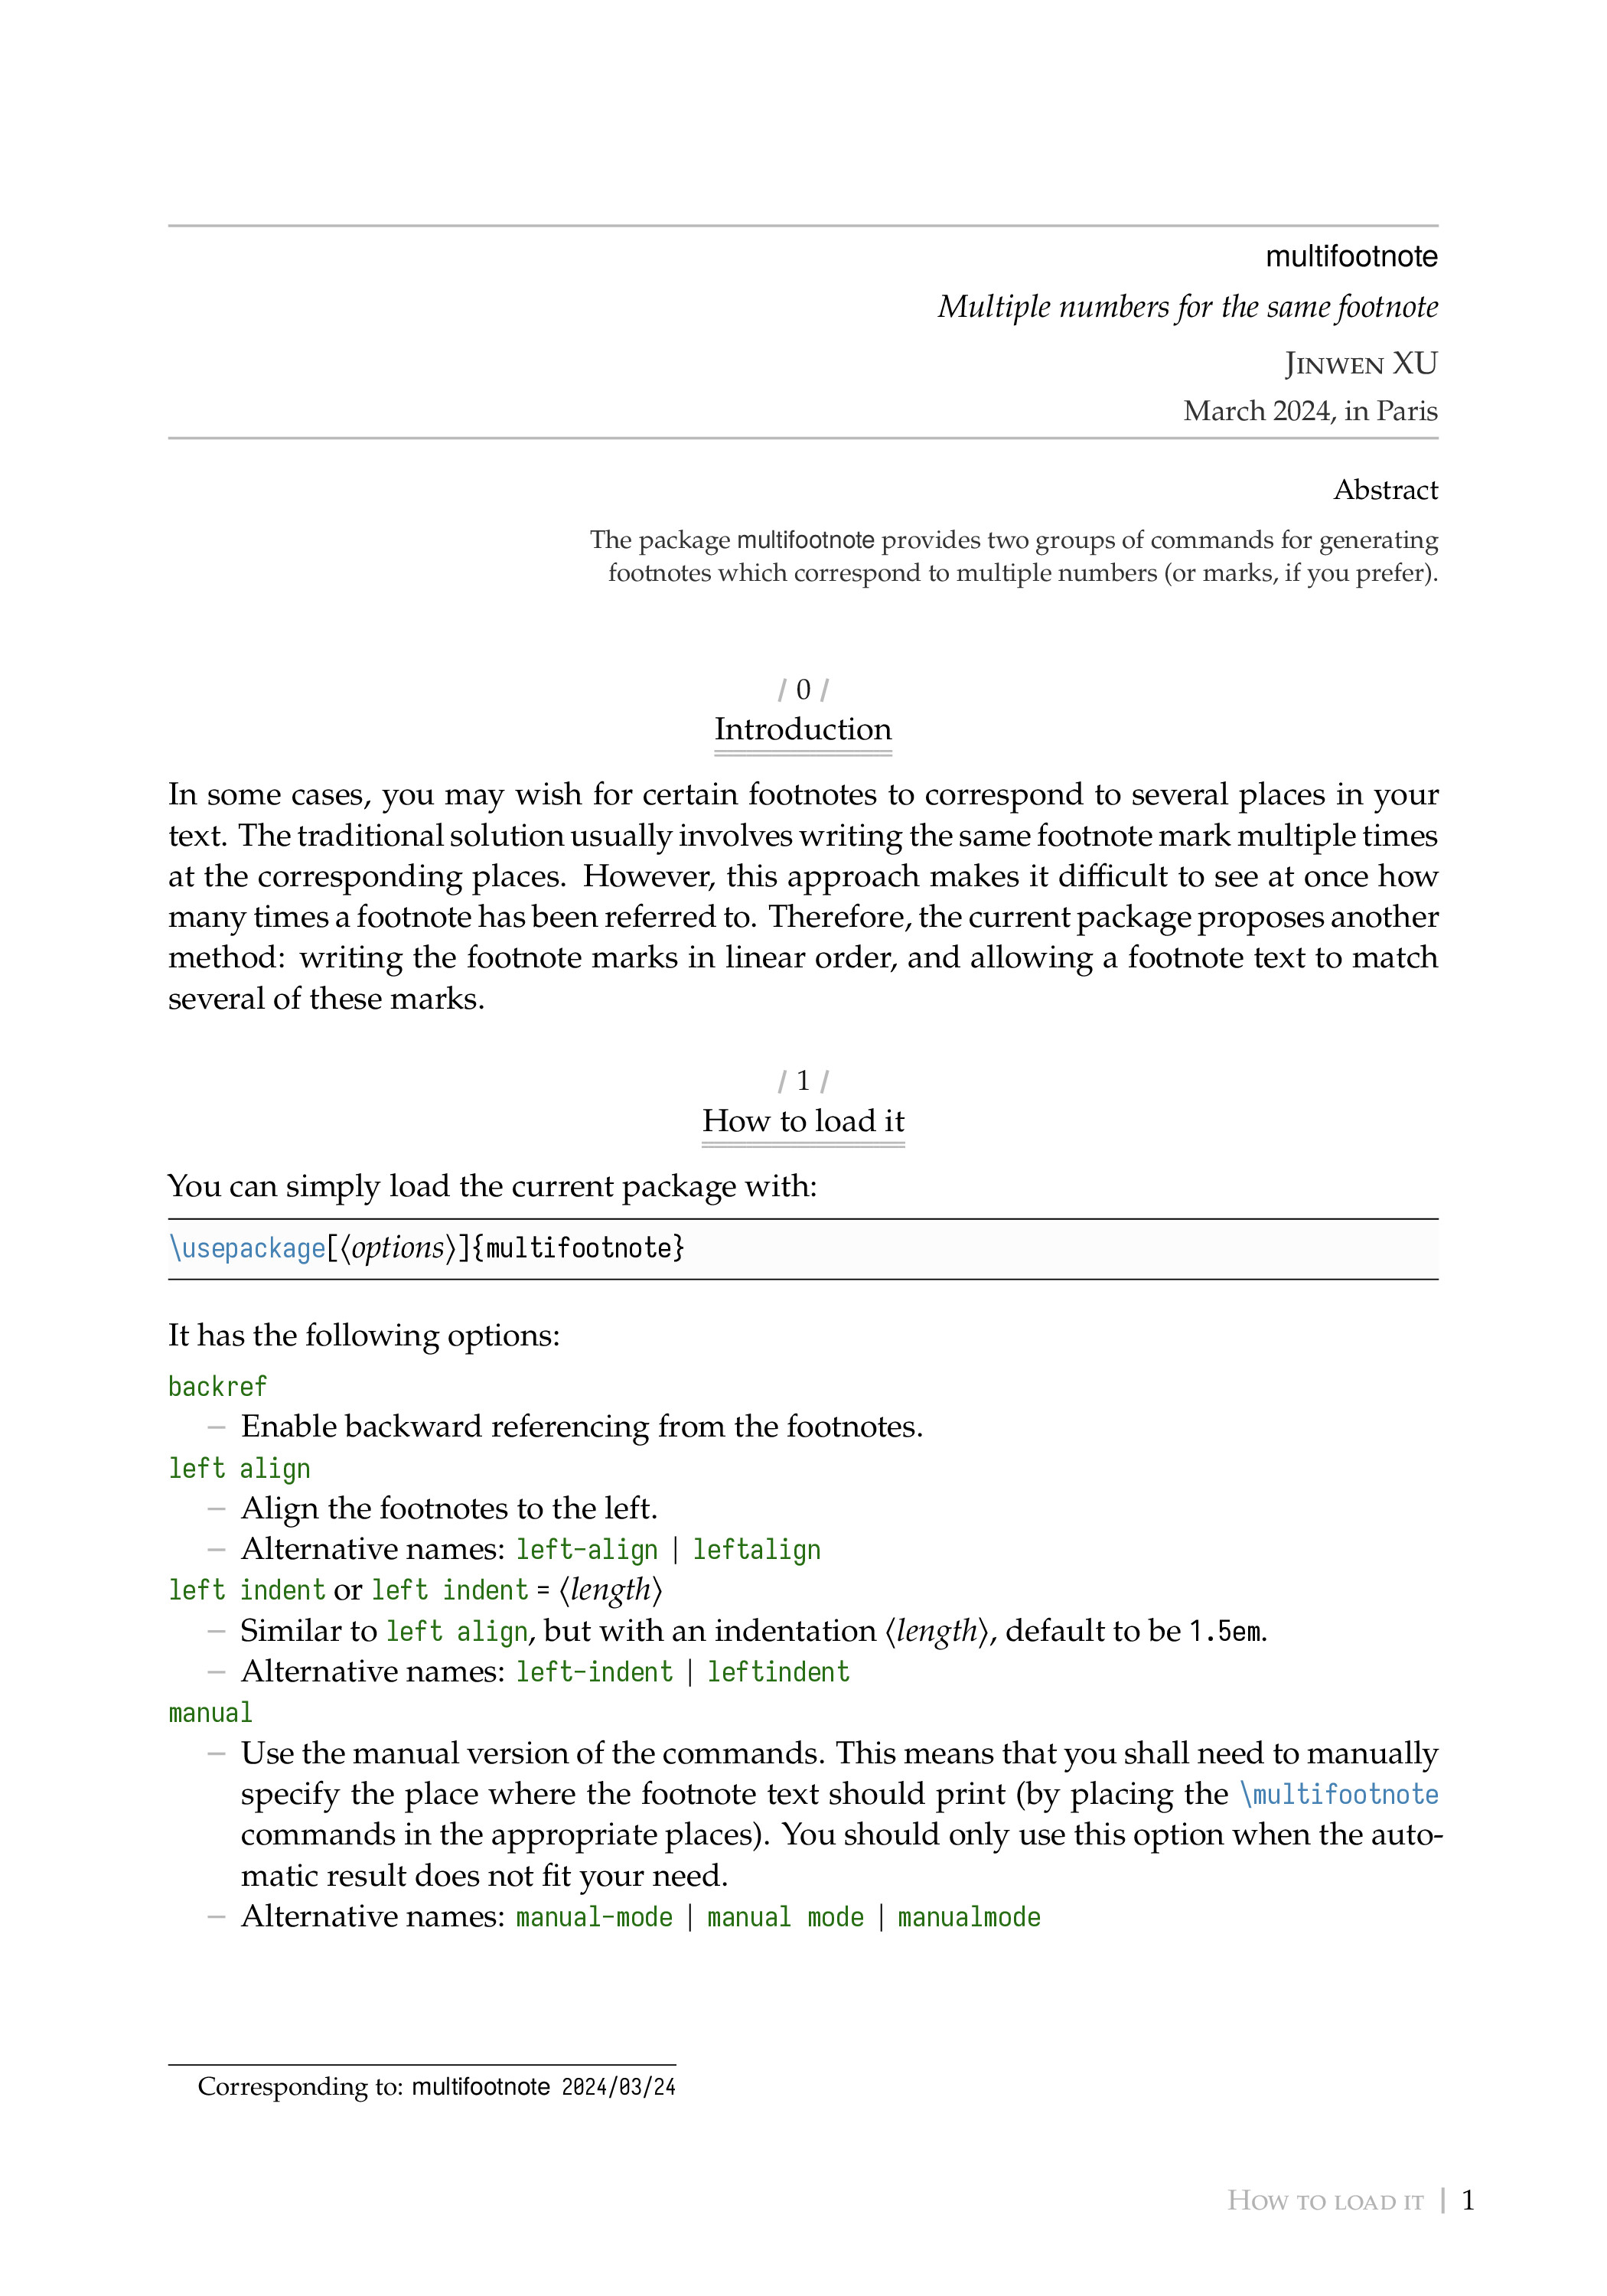 multifootnote
Multiple numbers for the same footnote
Jinwen XU
March 2024, in Paris
Abstract
The package multifootnote provides two groups of commands for generating
footnotes which correspond to multiple numbers (or marks, if you prefer).
/ 0 /
Introduction
In some cases, you may wish for certain footnotes to correspond to several places in your
text. The traditional solution usually involves writing the same footnote mark multiple times
at the corresponding places. However, this approach makes it difficult to see at once how
many times a footnote has been referred to. Therefore, the current package proposes another
method: writing the footnote marks in linear order, and allowing a footnote text to match
several of these marks.
/ 1 /
How to load it
You can simply load the current package with:
\usepackage[⟨options⟩]{multifootnote}
It has the following options:
backref
— Enable backward referencing from the footnotes.
left align
— Align the footnotes to the left.
— Alternative names: left-align | leftalign
left indent or left indent = ⟨length⟩
— Similar to left align, but with an indentation ⟨length⟩, default to be 1.5em.
— Alternative names: left-indent | leftindent
manual
— Use the manual version of the commands. This means that you shall need to manually
specify the place where the footnote text should print (by placing the \multifootnote
commands in the appropriate places). You should only use this option when the auto-
matic result does not fit your need.
— Alternative names: manual-mode | manual mode | manualmode
Corresponding to: multifootnote 2024/03/24
How to load it | 1